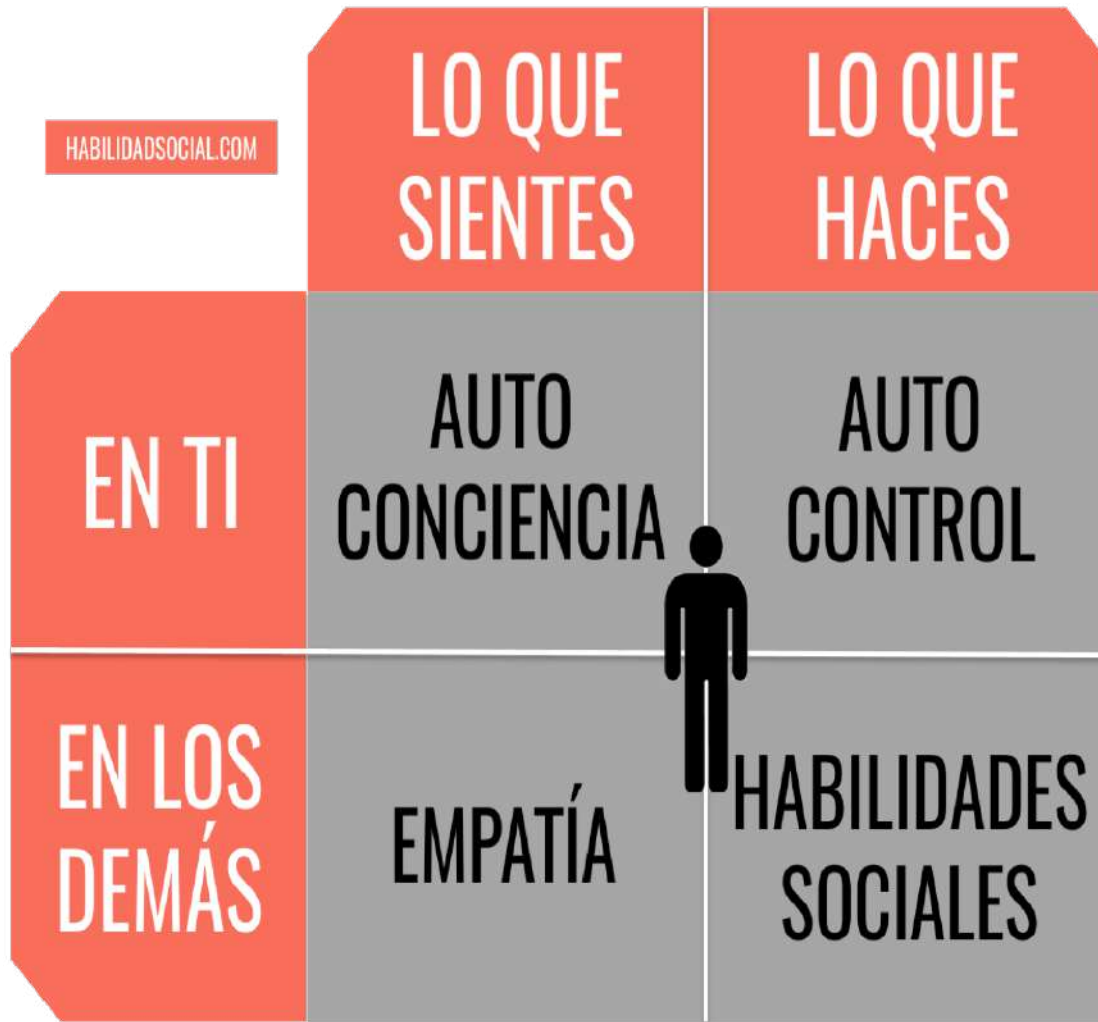 HABILIDADSOCIAL.COM
LO QUE
SIENTES
LO QUE
HACES
EN TI
AUTO
CONCIENCIA
AUTO
CONTROL
EN LOS
DEMÁS
EMPATÍA
HABILIDADES
SOCIALES